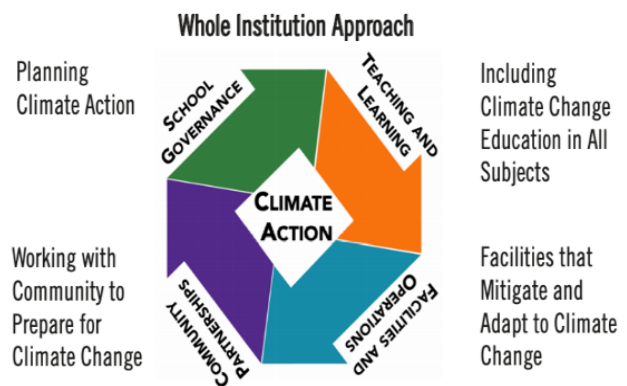 Whole Institution Approach
Planning
Climate Action
SCHOOL
GOVERNANCE
TEACHING AND
LEARNING
Including
Climate Change
Education in All
Subjects
CLIMATE
ACTION
Working with
Community to
Prepare for
Climate Change
COMMUNITY
PARTNERSHIPS
FACILITIES AND
OPERATIONS
Facilities that
Mitigate and
Adapt to Climate
Change